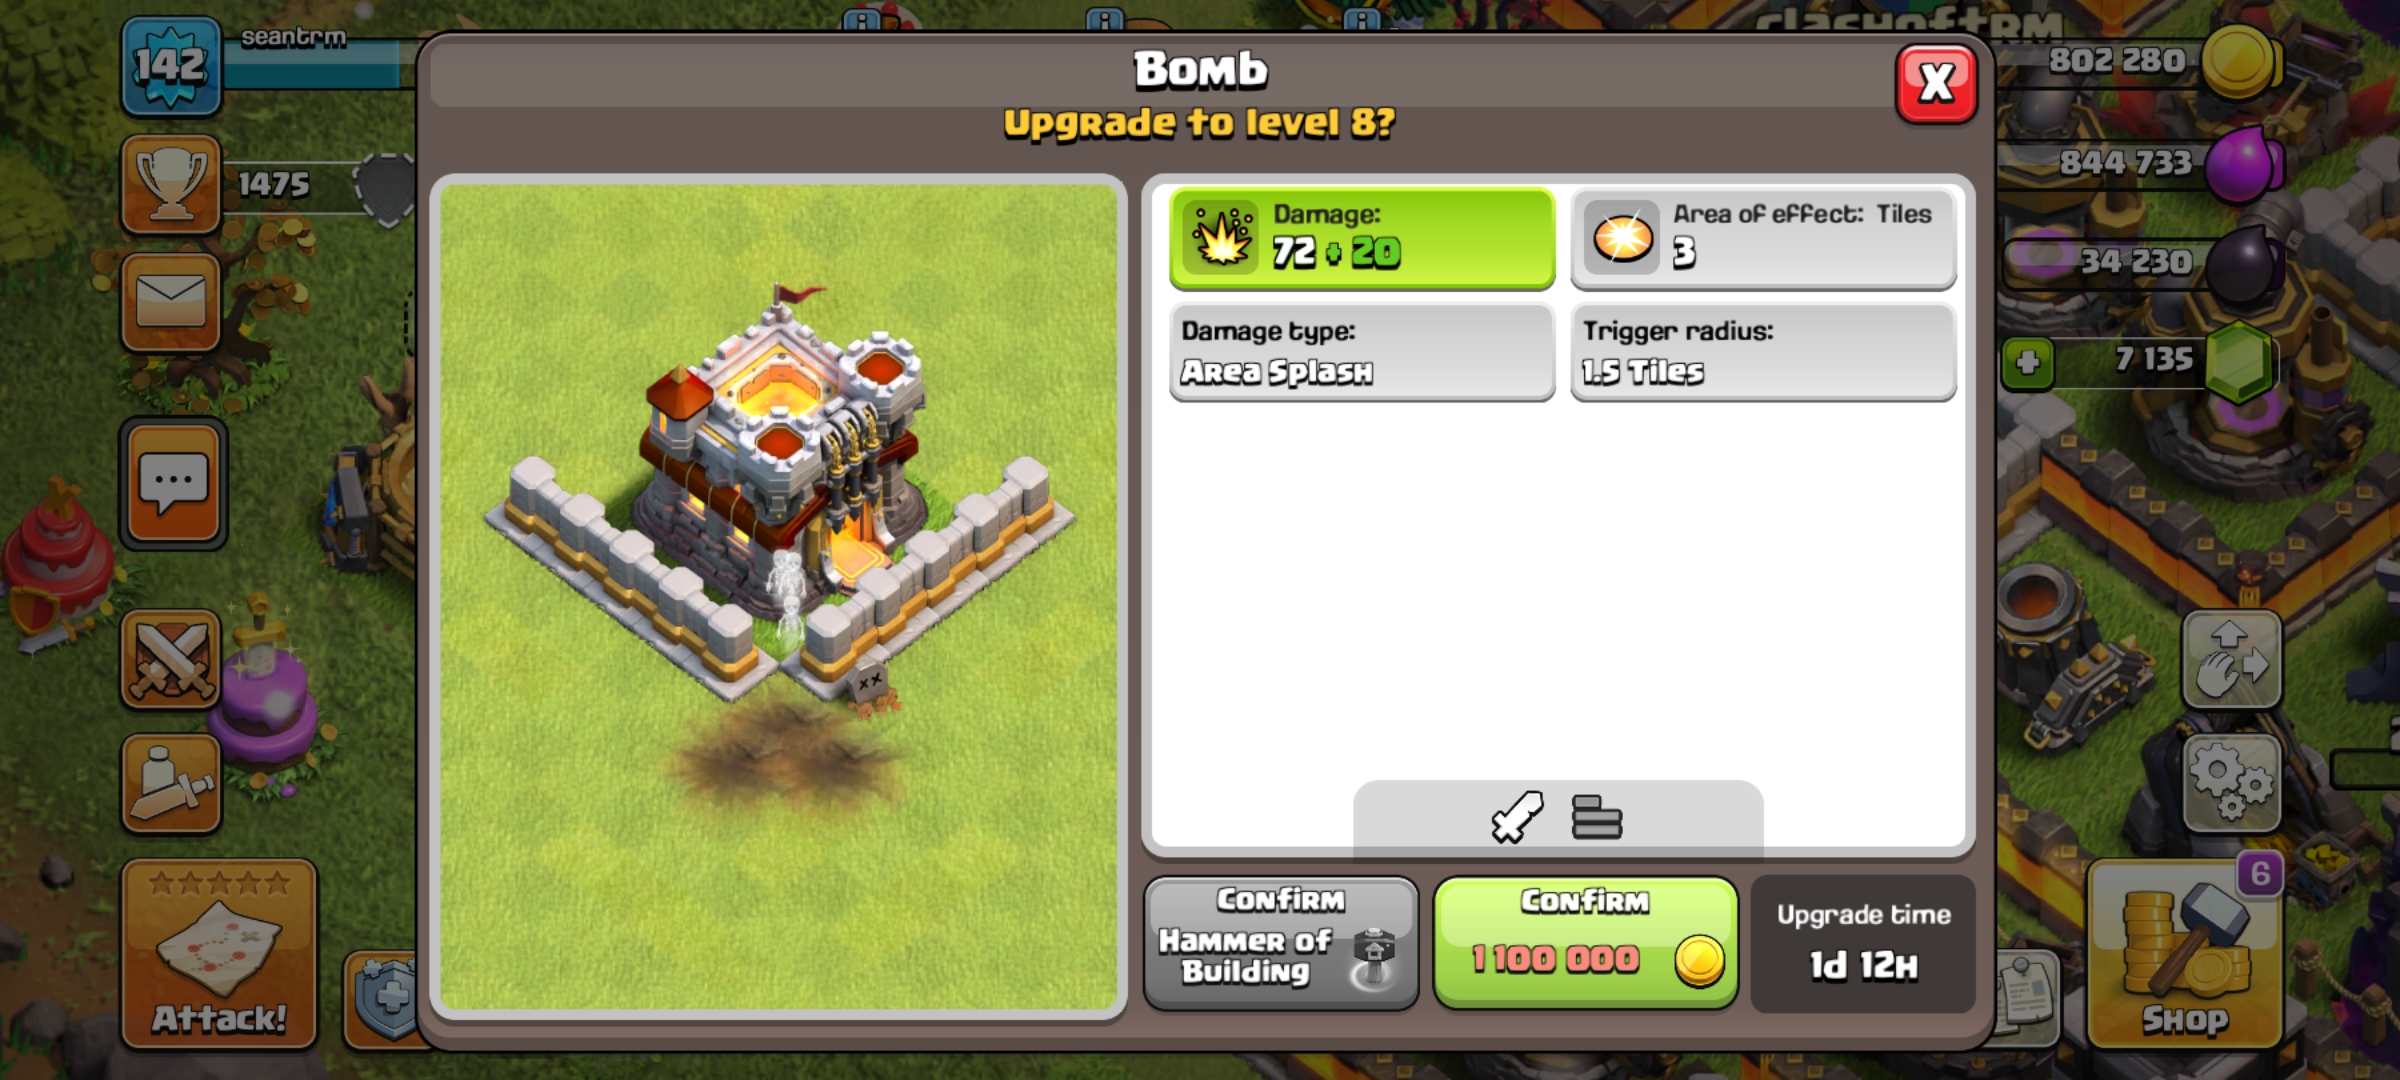 142
seantrm
1475
Attack!
Bomb
Upgrade to level 8?
X
Damage:
72 + 20
Area of effect: Tiles
3
Damage type:
Area Splash
Trigger radius:
1.5 Tiles
Confirm
Hammer of
Building
Confirm
1 100 000
Upgrade time
1d 12H
clashoftRM
802 280
844 733
34 230
7 135
6
Shop